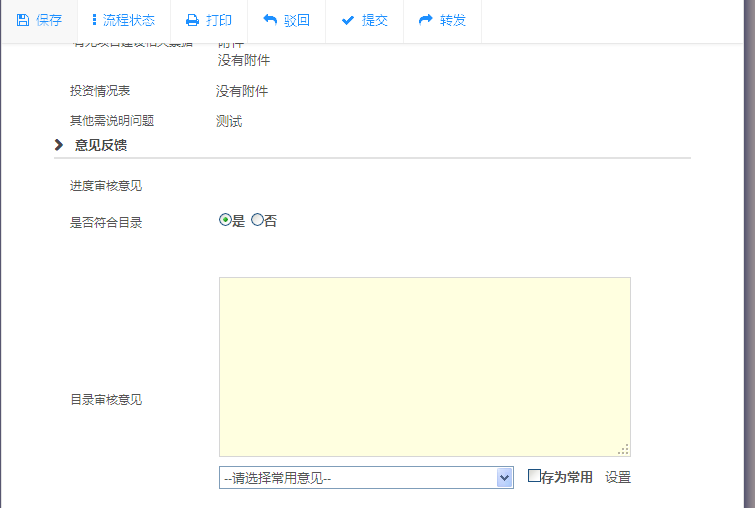 保存 流程状态 打印 驳回 提交 转发
附件
没有附件
投资情况表 没有附件
其他需说明问题 测试
意见反馈
进度审核意见
是否符合目录 是 否
目录审核意见
--请选择常用意见-- 存为常用 设置